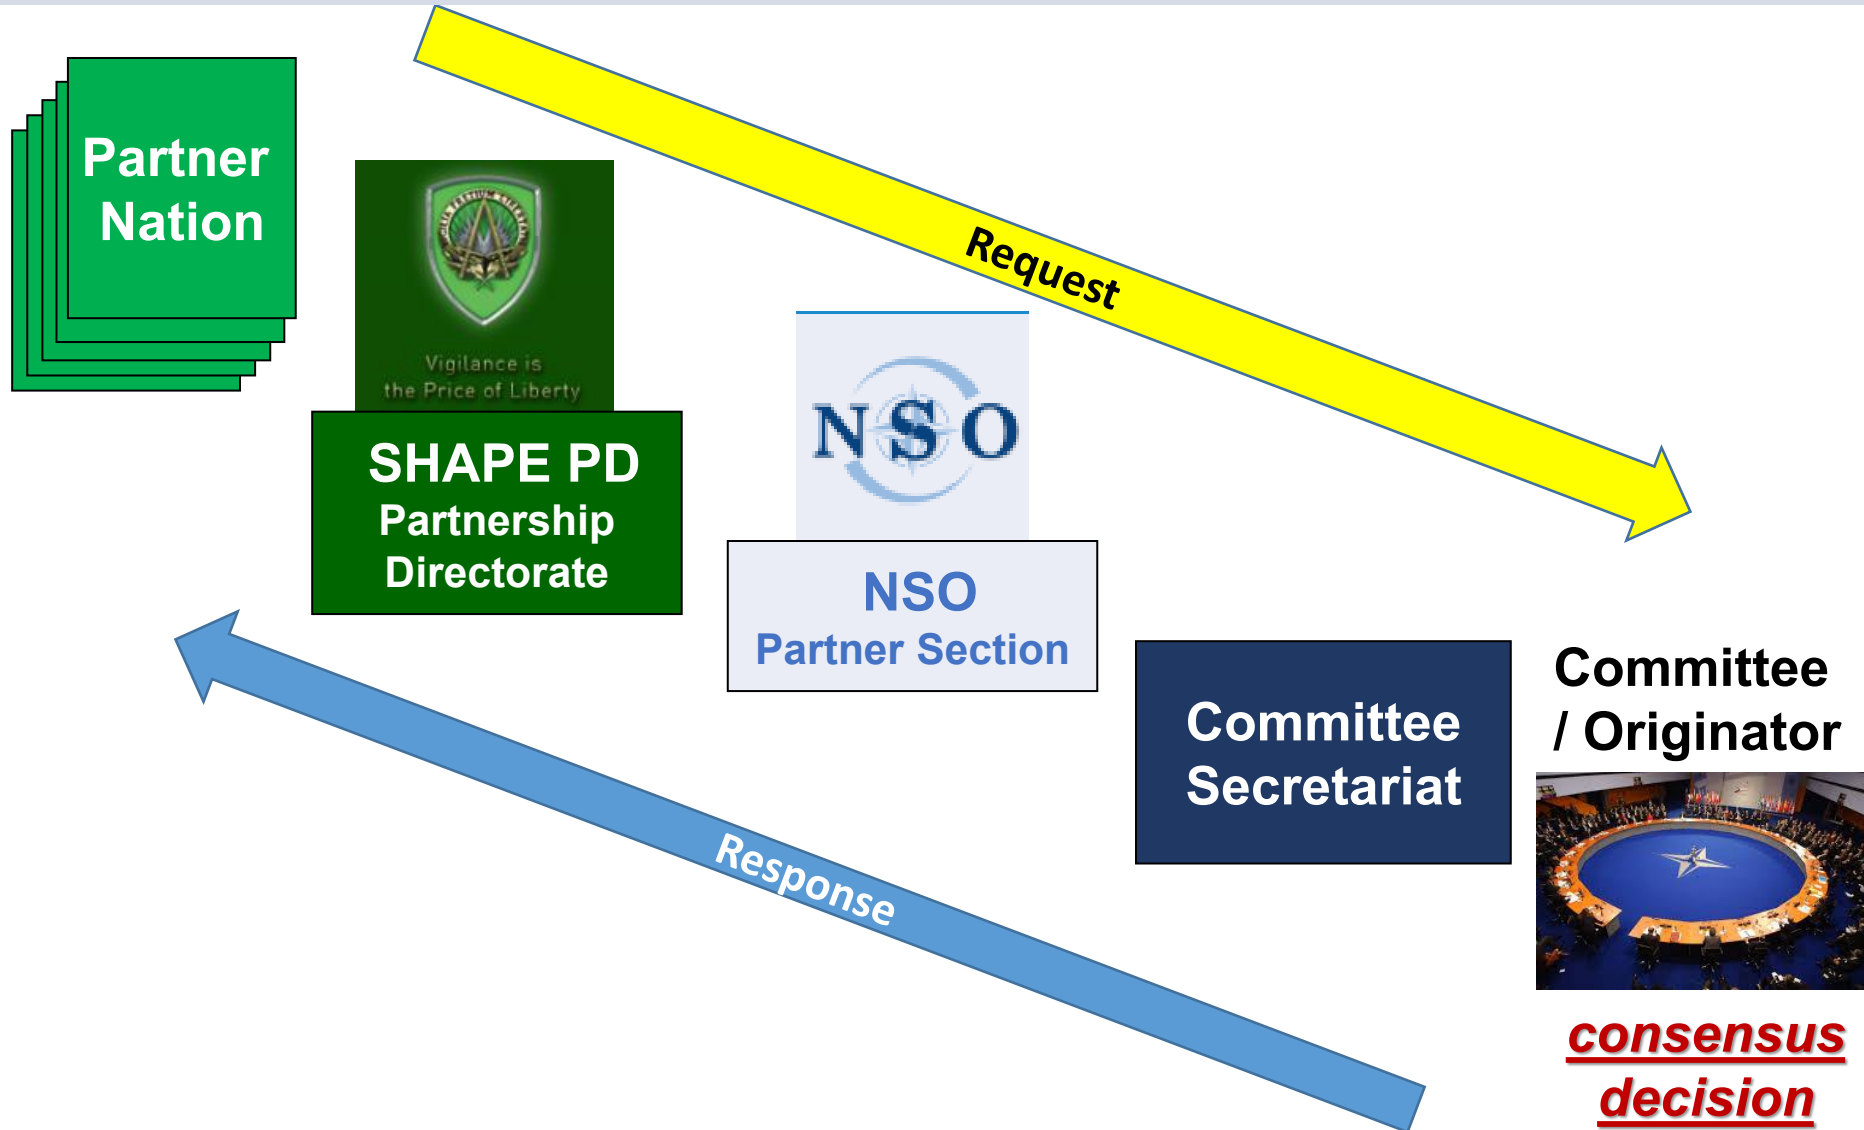 Partner
Nation
Vigilance is
the Price of Liberty
SHAPE PD
Partnership
Directorate
Request
NSO
NSO
Partner Section
Committee
Secretariat
Committee
/ Originator
Response
consensus
decision